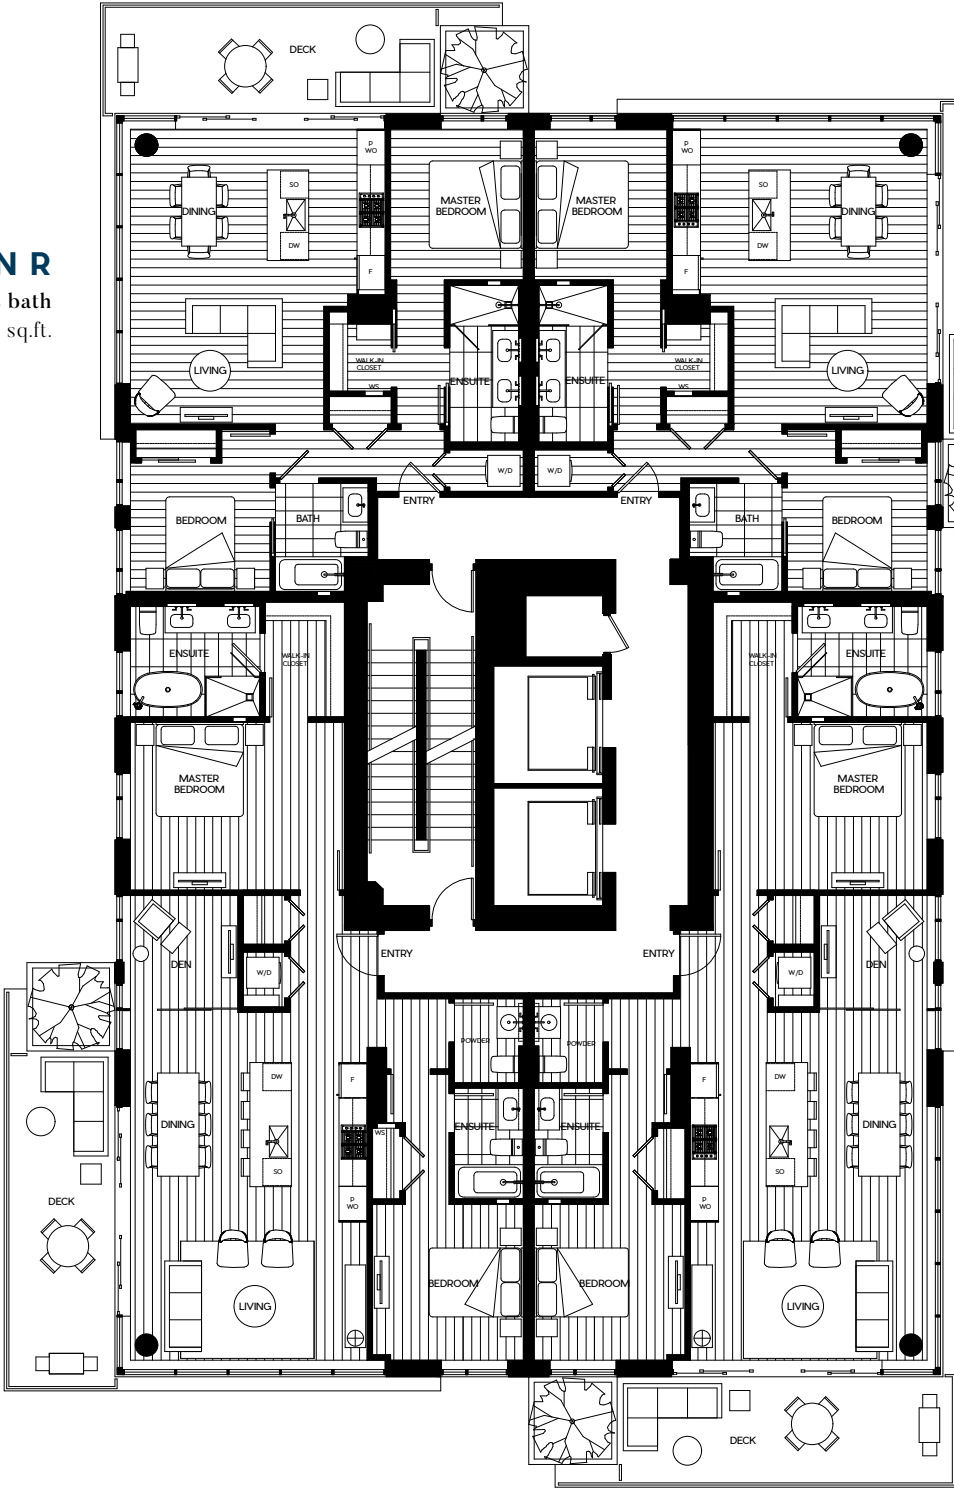 DECK
P
WO
P
WO
MASTER
BEDROOM
MASTER
BEDROOM
SO
SO
DINING
DINING
DW
DW
N R
bath
sq.ft.
F
F
WALK-IN
CLOSET
WALK-IN
CLOSET
LIVING
LIVING
ENSUITE
ENSUITE
WS
WS
W/D
W/D
ENTRY
ENTRY
BEDROOM
BATH
BATH
BEDROOM
ENSUITE
WALK-IN
CLOSET
WALK-IN
CLOSET
ENSUITE
MASTER
BEDROOM
MASTER
BEDROOM
DEN
ENTRY
ENTRY
DEN
W/D
W/D
POWDER
POWDER
DW
F
F
DW
DINING
WS
ENSUITE
ENSUITE
DINING
SO
SO
P
WO
P
WO
DECK
BEDROOM
BEDROOM
LIVING
LIVING
DECK